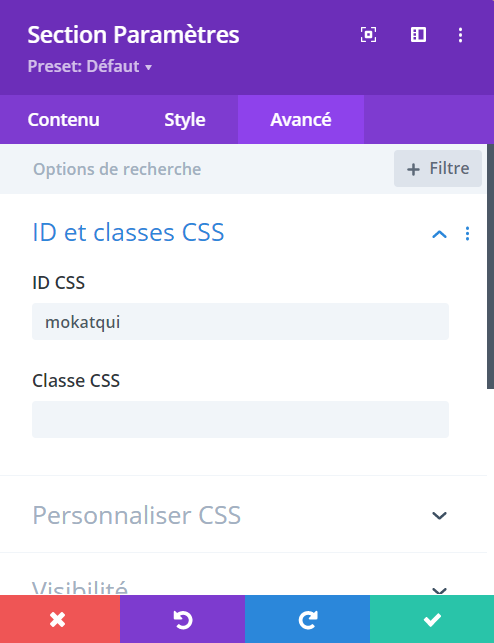 Section Paramètres
Preset: Défaut
Contenu
Style
Avancé
Options de recherche
+ Filtre
ID et classes CSS
ID CSS
mokatqui
Classe CSS
Personnaliser CSS
Visibilité